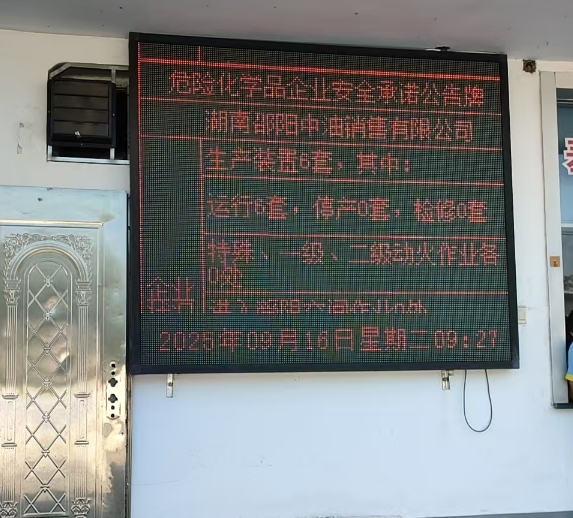 危险化学品企业安全承诺公告牌
湖南邵阳中油销售有限公司
生产装置6套，其中：
运行6套，停产0套，检修0套
特殊、一级、二级动火作业各
0处
企业
2025年09月16日星期二09:27